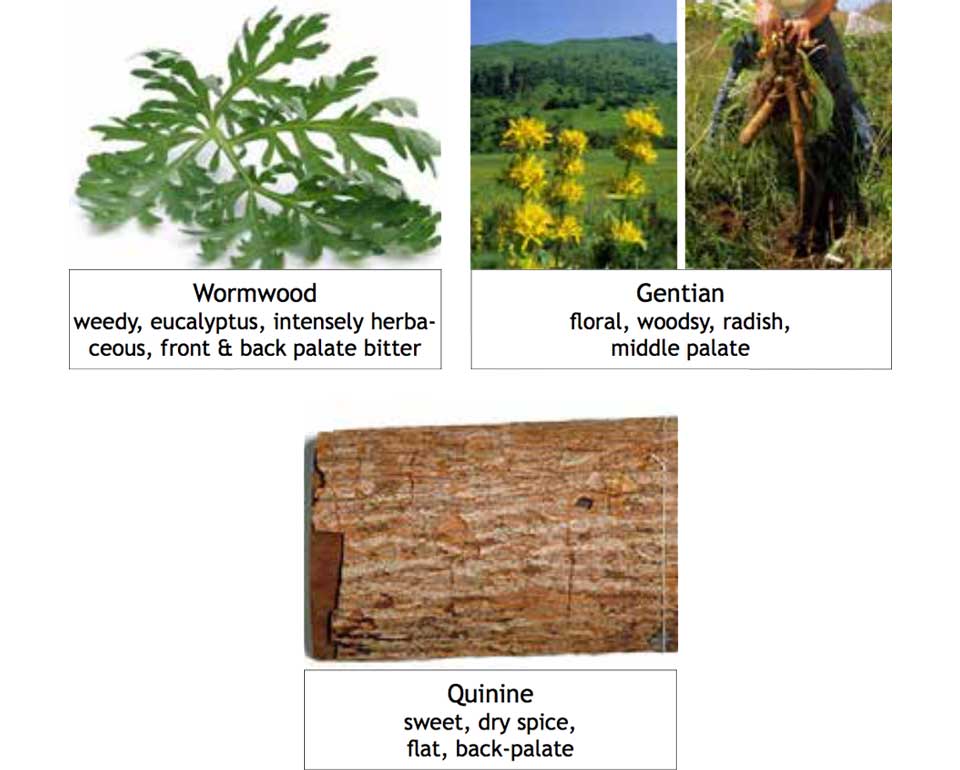 Wormwood
weedy, eucalyptus, intensely herba-
ceous, front & back palate bitter
Gentian
floral, woodsy, radish,
middle palate
Quinine
sweet, dry spice,
flat, back-palate